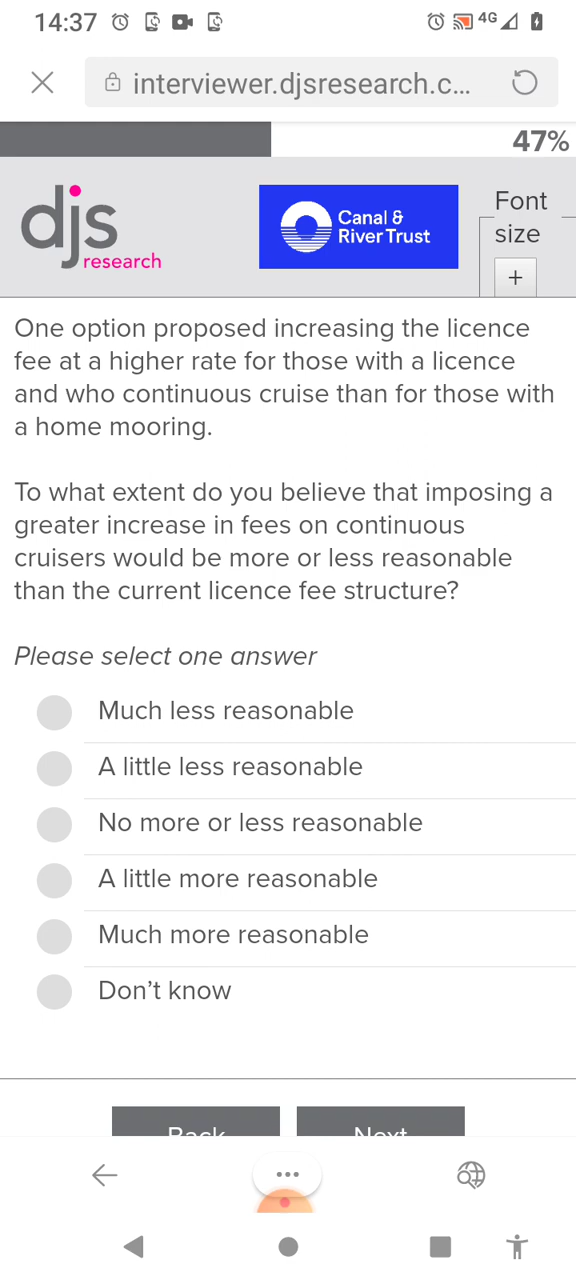 14:37
4G
interviewer.djsresearch.c...
47%
djs
research
Canal &
River Trust
Font
size
+
One option proposed increasing the licence
fee at a higher rate for those with a licence
and who continuous cruise than for those with
a home mooring.
To what extent do you believe that imposing a
greater increase in fees on continuous
cruisers would be more or less reasonable
than the current licence fee structure?
Please select one answer
Much less reasonable
A little less reasonable
No more or less reasonable
A little more reasonable
Much more reasonable
Don’t know
Back Next